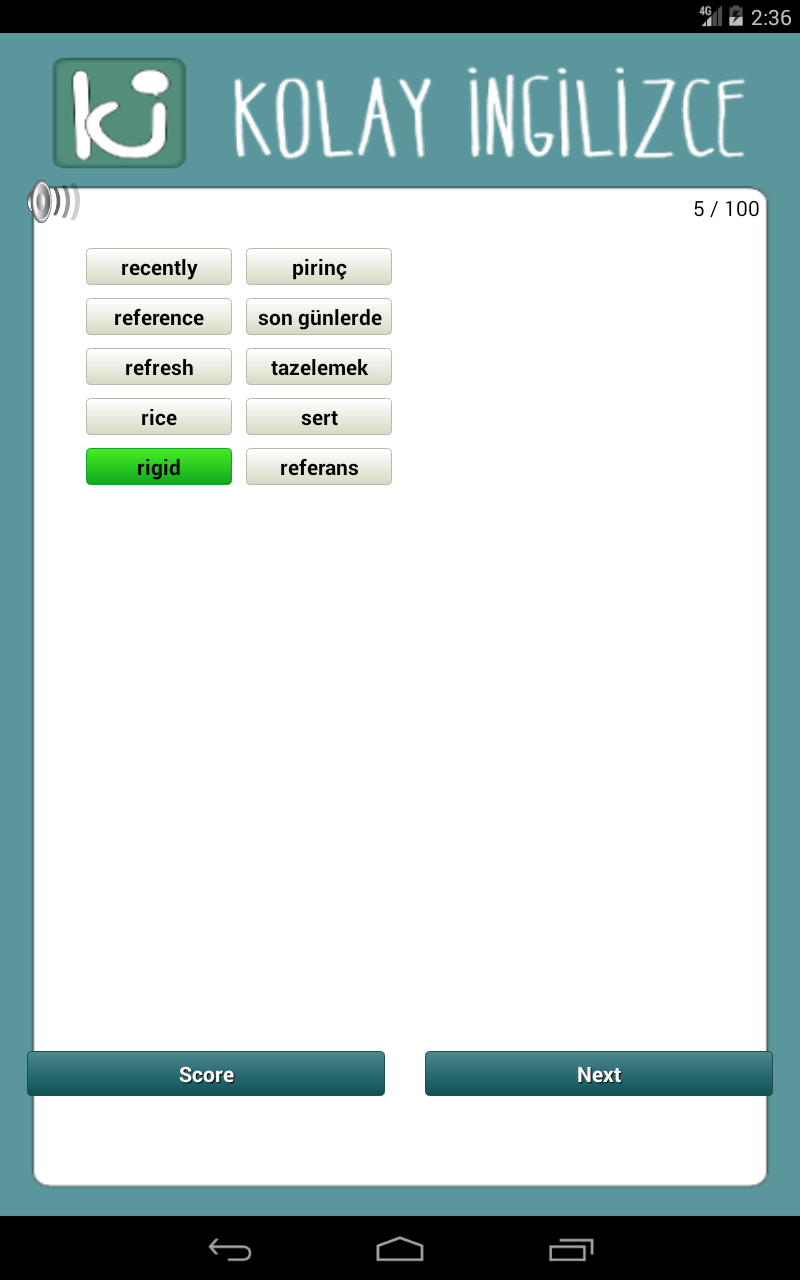 4G 2:36
ki KOLAY İNGİLİZCE
5 / 100
recently pirinç
reference son günlerde
refresh tazelemek
rice sert
rigid referans
Score Next